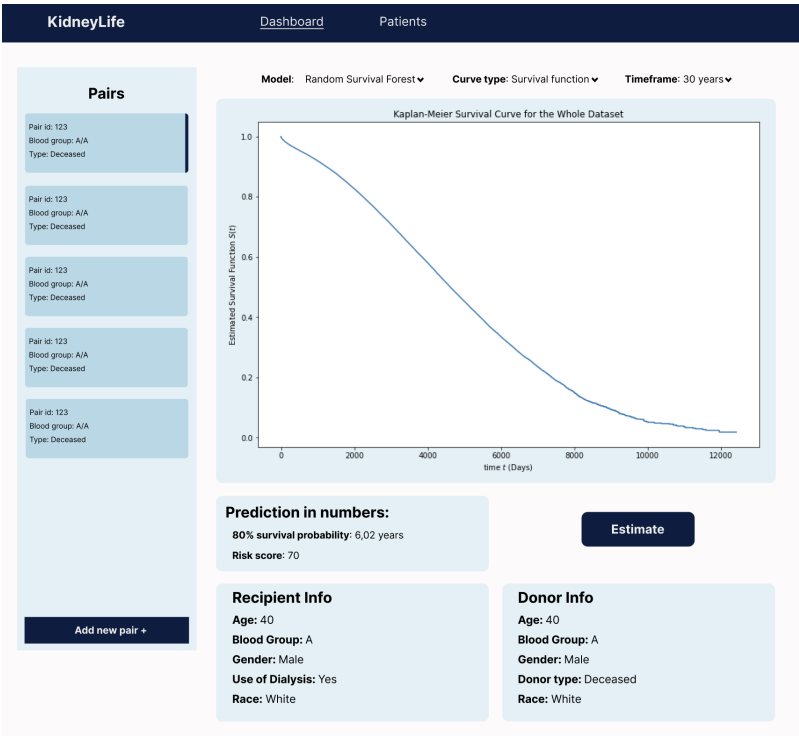 KidneyLife
Dashboard
Patients
Pairs
Pair id: 123
Blood group: A/A
Type: Deceased
Pair id: 123
Blood group: A/A
Type: Deceased
Pair id: 123
Blood group: A/A
Type: Deceased
Pair id: 123
Blood group: A/A
Type: Deceased
Pair id: 123
Blood group: A/A
Type: Deceased
Add new pair +
Model: Random Survival Forest
Curve type: Survival function
Timeframe: 30 years
Kaplan-Meier Survival Curve for the Whole Dataset
Estimated Survival Function S(t)
1.0
0.8
0.6
0.4
0.2
0.0
0 2000 4000 6000 8000 10000 12000
time t (Days)
Prediction in numbers:
80% survival probability: 6,02 years
Risk score: 70
Estimate
Recipient Info
Age: 40
Blood Group: A
Gender: Male
Use of Dialysis: Yes
Race: White
Donor Info
Age: 40
Blood Group: A
Gender: Male
Donor type: Deceased
Race: White